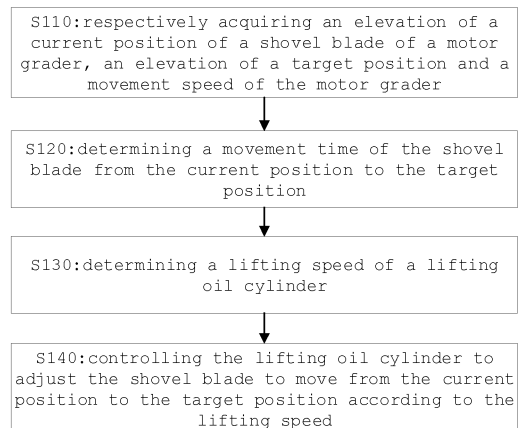 S110:respectively acquiring an elevation of a
current position of a shovel blade of a motor
grader, an elevation of a target position and a
movement speed of the motor grader
S120:determining a movement time of the shovel
blade from the current position to the target
position
S130:determining a lifting speed of a lifting
oil cylinder
S140:controlling the lifting oil cylinder to
adjust the shovel blade to move from the current
position to the target position according to the
lifting speed